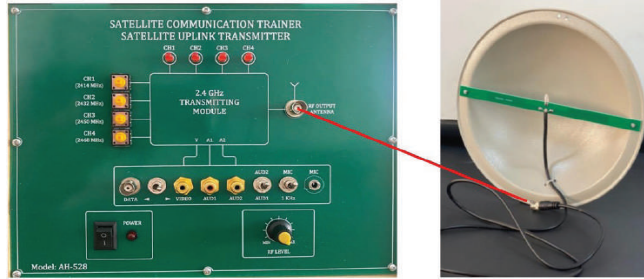 SATELLITE COMMUNICATION TRAINER
SATELLITE UPLINK TRANSMITTER
CH1 CH2 CH3 CH4
CH1
(2414 MHz)
CH2
(2432 MHz)
CH3
(2450 MHz)
CH4
(2468 MHz)
2.4 GHz
TRANSMITTING
MODULE
RF OUTPUT
ANTENNA
V A1 A2
AUD2 MIC MIC
DATA VIDEO AUD1 AUD2 AUD1 1 KHz
POWER
MIN
RF LEVEL
Model: AH-528